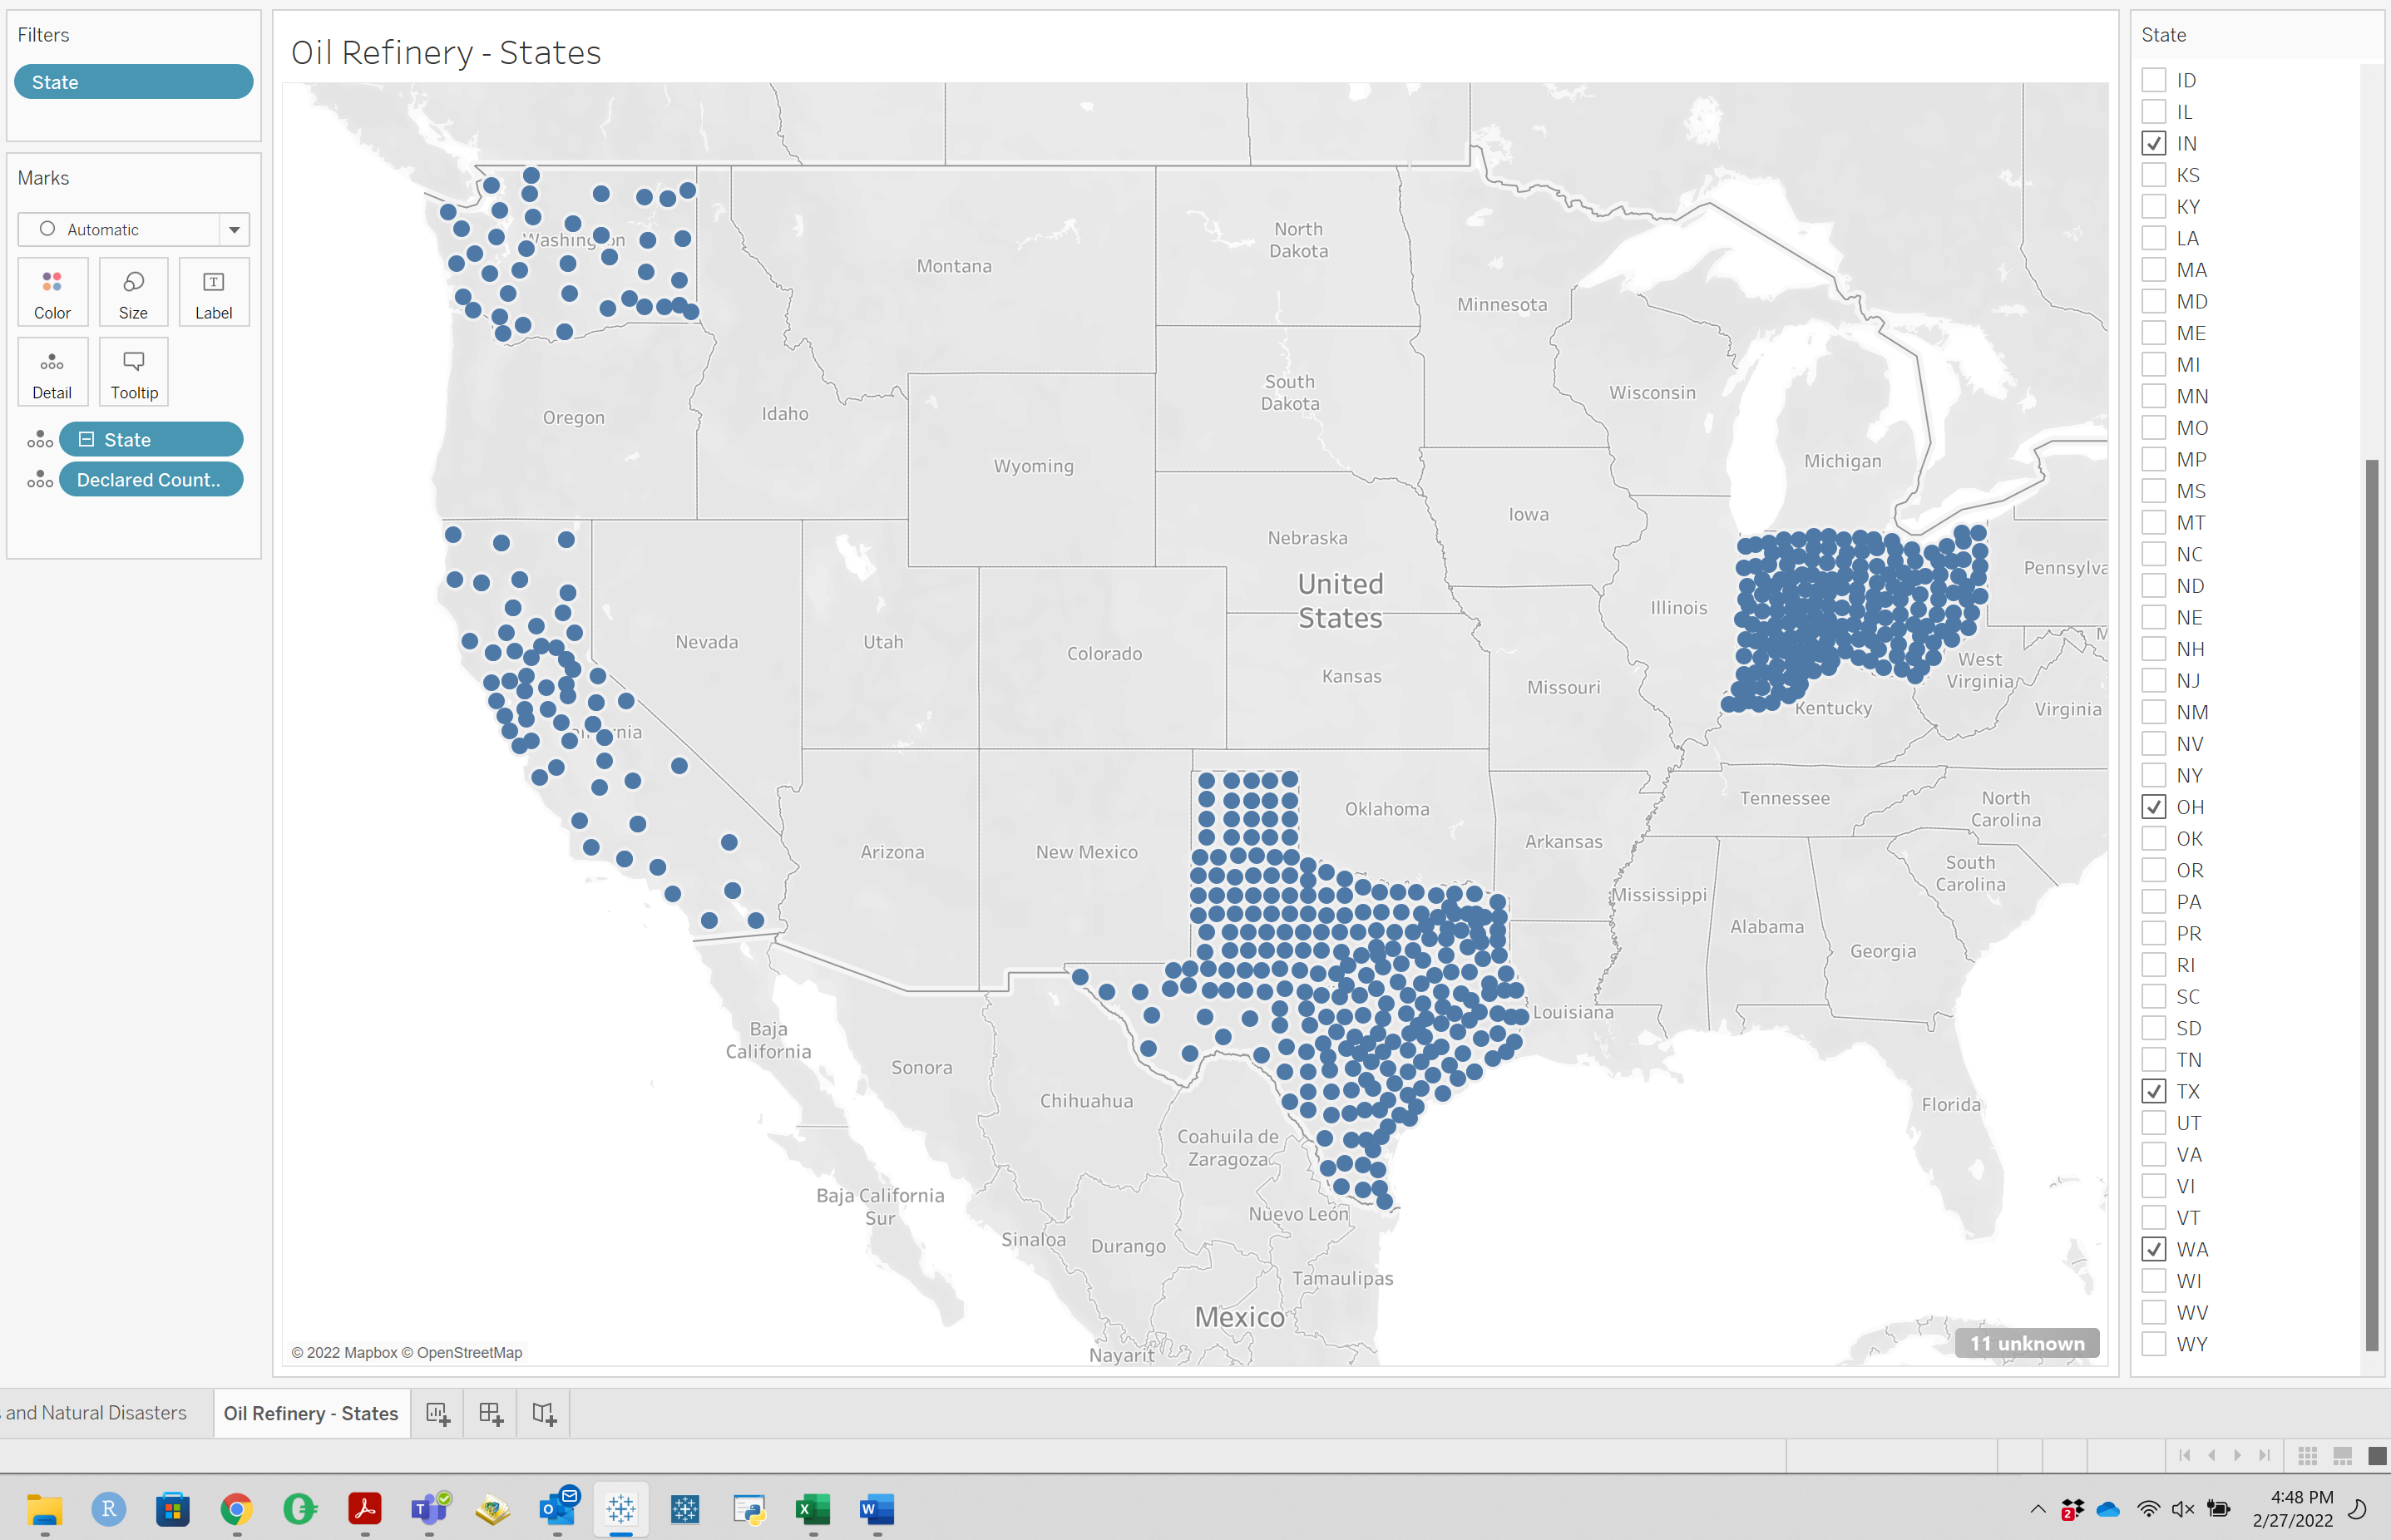 Filters
State
Marks
Automatic
Color
Size
Label
Detail
Tooltip
State
Declared Count..
Oil Refinery - States
Washing on
Montana
North
Dakota
Minnesota
Oregon
Idaho
South
Dakota
Wisconsin
Wyoming
Michigan
Iowa
Nebraska
Pennsylva
United
States
Illinois
Nevada
Utah
Colorado
Kansas
Missouri
West
Virginia
M
Kentucky
Virginia
nia
Oklahoma
Tennessee
North
Carolina
Arizona
New Mexico
Arkansas
South
Carolina
Mississippi
Alabama
Georgia
Louisiana
Baja
California
Sonora
Chihuahua
Florida
Coahuila de
Zaragoza
Baja California
Sur
Nuevo León
Sinaloa
Durango
Tamaulipas
Mexico
Nayarit
© 2022 Mapbox © OpenStreetMap
11 unknown
State
ID
IL
IN
KS
KY
LA
MA
MD
ME
MI
MN
MO
MP
MS
MT
NC
ND
NE
NH
NJ
NM
NV
NY
OH
OK
OR
PA
PR
RI
SC
SD
TN
TX
UT
VA
VI
VT
WA
WI
WV
WY
and Natural Disasters
Oil Refinery - States
4:48 PM
2/27/2022